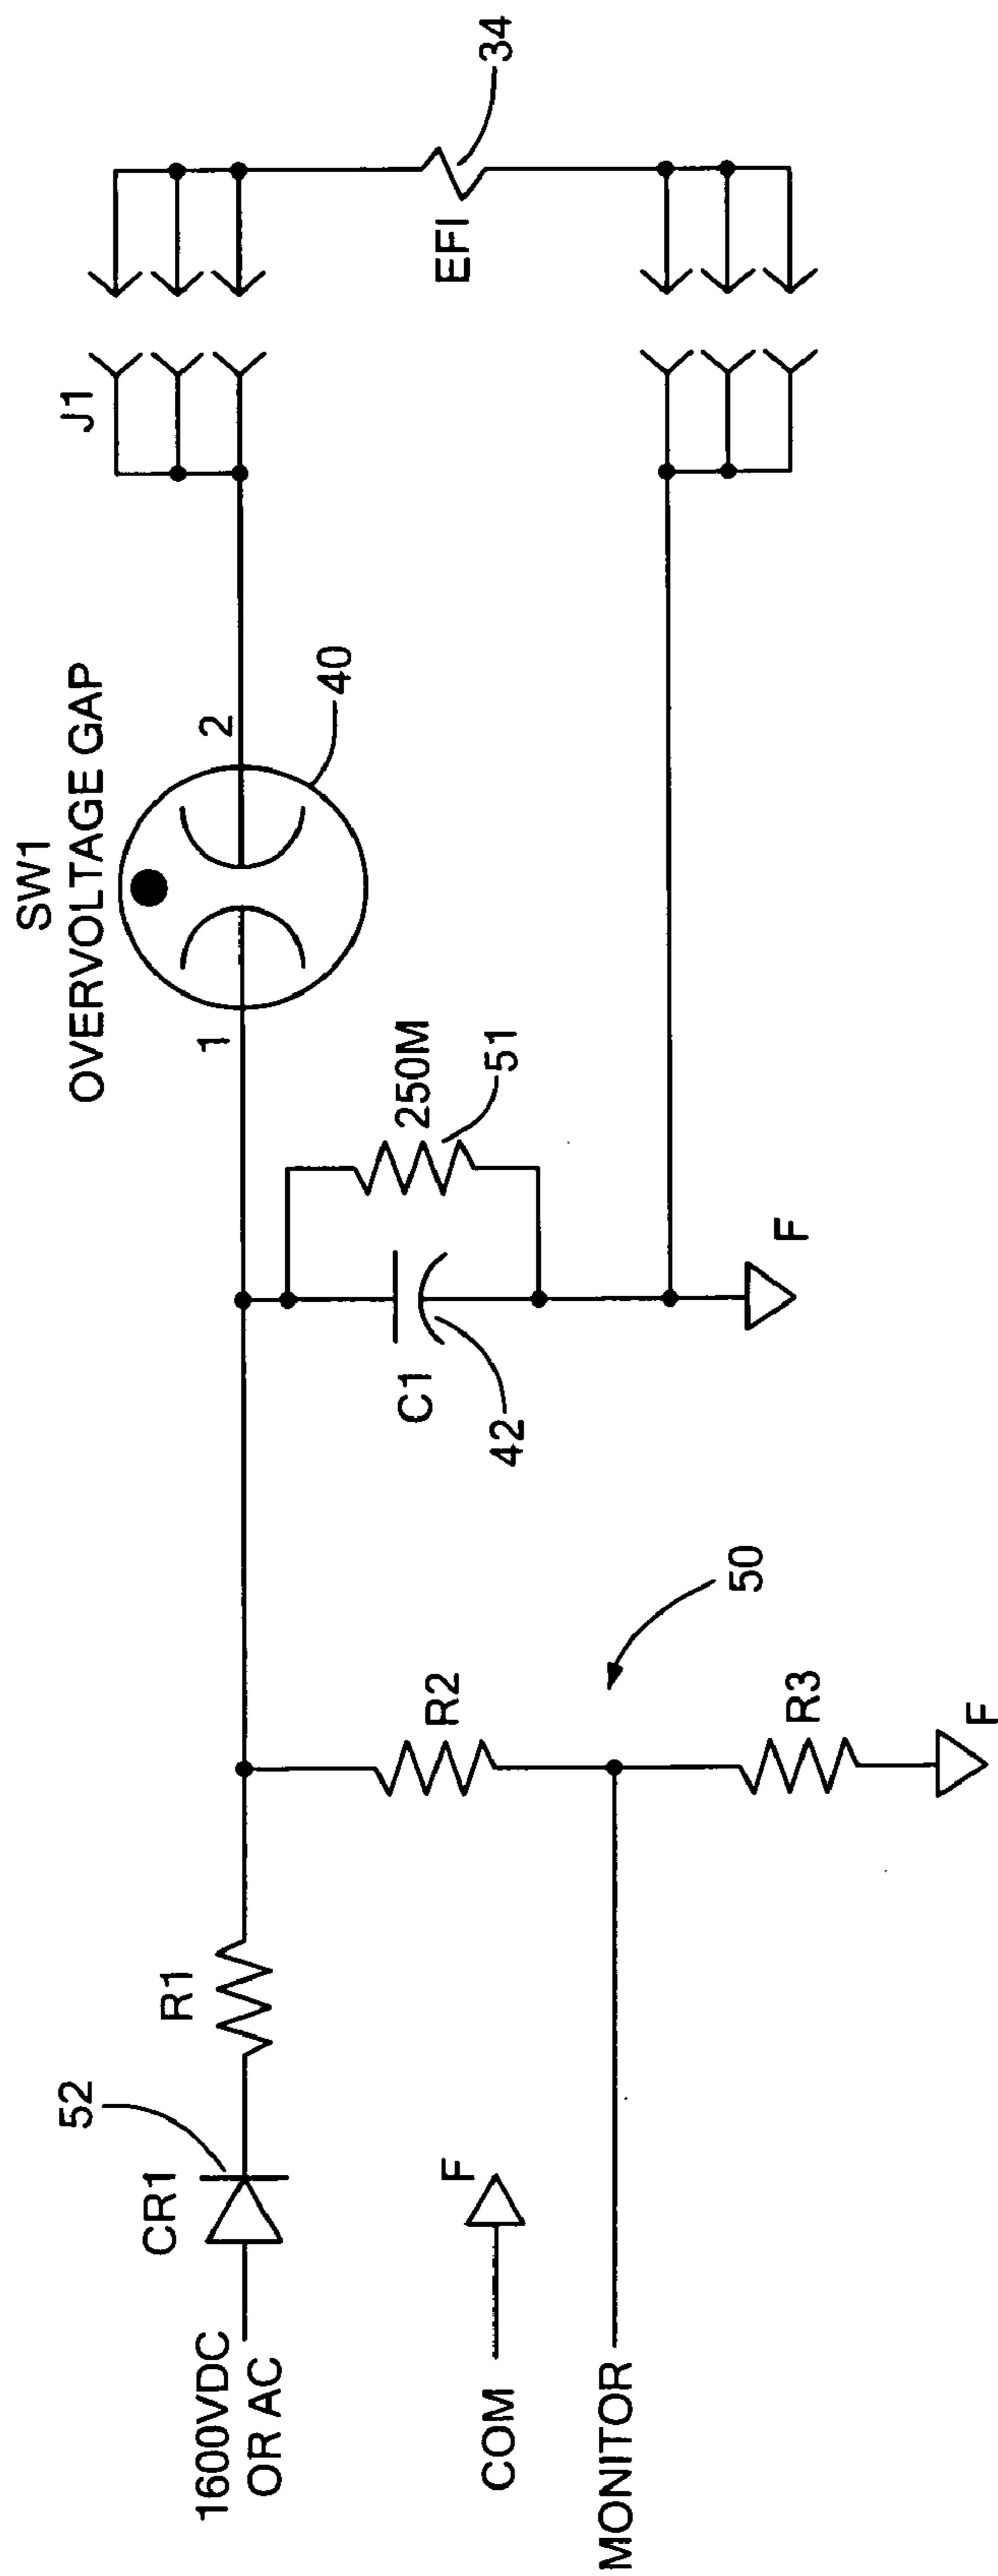 SW1
OVERVOLTAGE GAP
J1
34
EFI
1
2
40
250M
51
C1
42
F
52
CR1
R1
R2
50
R3
F
1600VDC
OR AC
COM
F
MONITOR